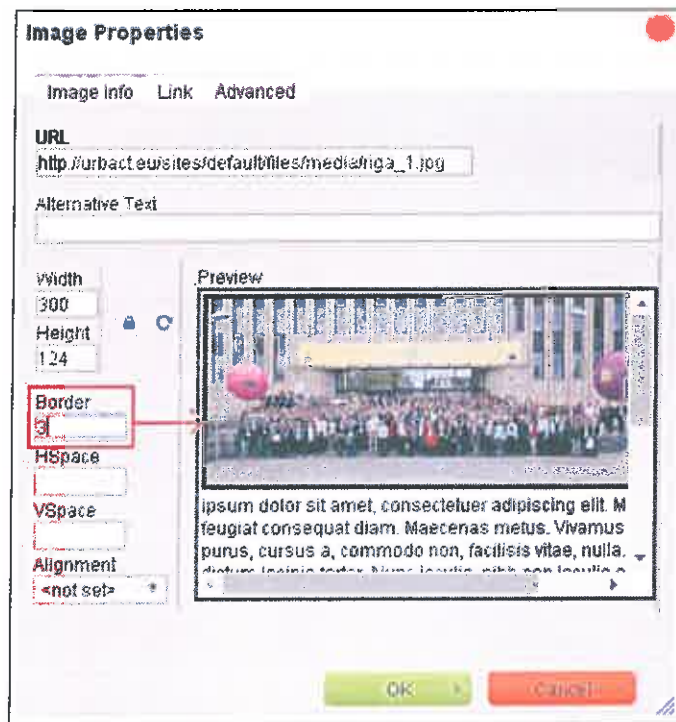 Image Properties
Image Info Link Advanced
URL
http://urbact.eu/sites/default/files/media/riga_1.jpg
Alternative Text
Width
300
Height
124
Border
3
HSpace
VSpace
Alignment
<not set>
Preview
ipsum dolor sit amet, consectetuer adipiscing elit. M
feugiat consequat diam. Maecenas metus. Vivamus
purus, cursus a, commodo non, facilisis vitae, nulla.
OK
Cancel